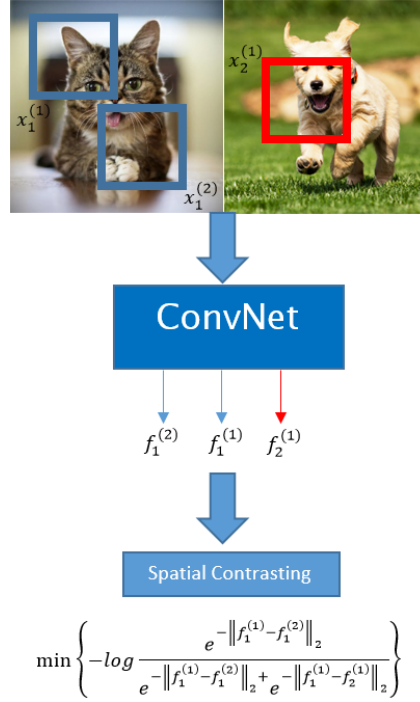 x_1^{(1)}
x_2^{(1)}
x_1^{(2)}
ConvNet
f_1^{(2)} f_1^{(1)} f_2^{(1)}
Spatial Contrasting
min { -log \frac{e^{-‖f_1^{(1)}-f_1^{(2)}‖_2}}{e^{-‖f_1^{(1)}-f_1^{(2)}‖_2}+e^{-‖f_1^{(1)}-f_2^{(1)}‖_2}} }